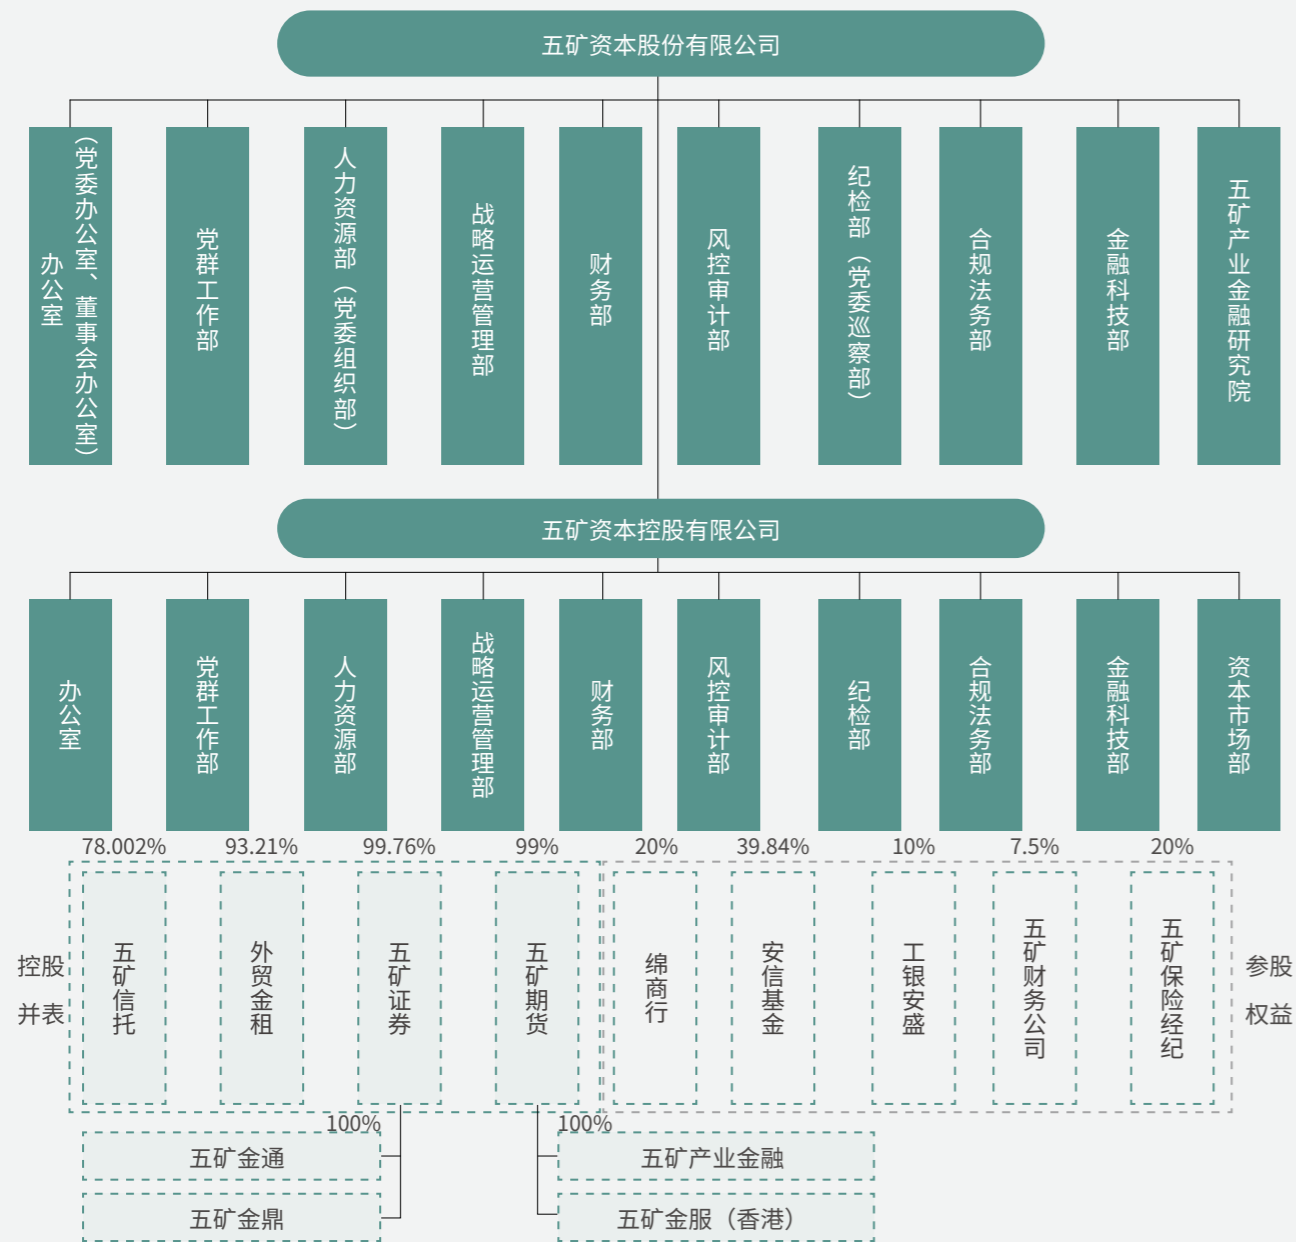 五矿资本股份有限公司
办公室
（党委办公室、董事会办公室）
党群工作部
人力资源部（党委组织部）
战略运营管理部
财务部
风控审计部
纪检部（党委巡察部）
合规法务部
金融科技部
五矿产业金融研究院
五矿资本控股有限公司
办公室
党群工作部
人力资源部
战略运营管理部
财务部
风控审计部
纪检部
合规法务部
金融科技部
资本市场部
78.002%
93.21%
99.76%
99%
20%
39.84%
10%
7.5%
20%
控股
并表
五矿信托
外贸金租
五矿证券
五矿期货
绵商行
安信基金
工银安盛
五矿财务公司
五矿保险经纪
参股
权益
100%
100%
五矿金通
五矿产业金融
五矿金鼎
五矿金服（香港）